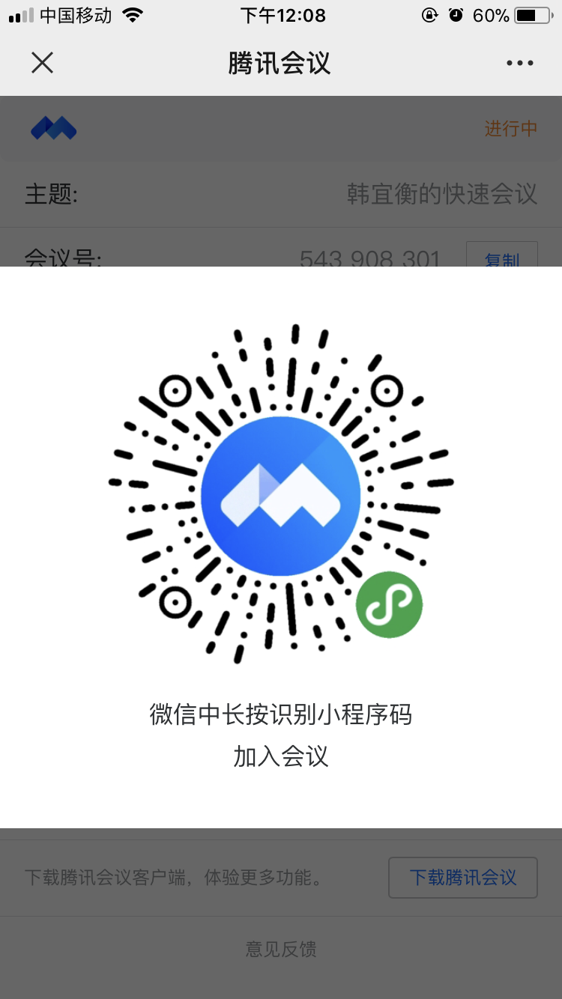 中国移动 下午12:08 60%
腾讯会议
进行中
主题: 韩宜衡的快速会议
会议号: 543 908 301 复制
微信中长按识别小程序码
加入会议
下载腾讯会议客户端，体验更多功能。 下载腾讯会议
意见反馈